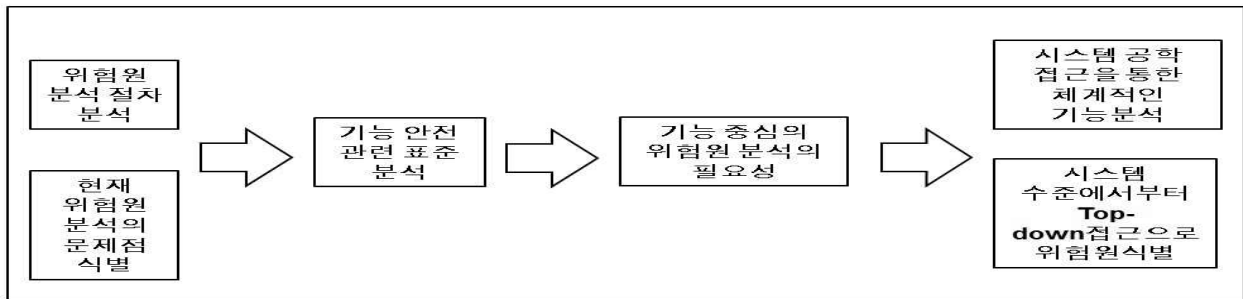 위험원
분석 절차
분석
현재
위험원
분석의
문제점
식별
기능 안전
관련 표준
분석
기능 중심의
위험원 분석의
필요성
시스템 공학
접근을 통한
체계적인
기능분석
시스템
수준에서부터
Top-
down접근으로
위험원식별